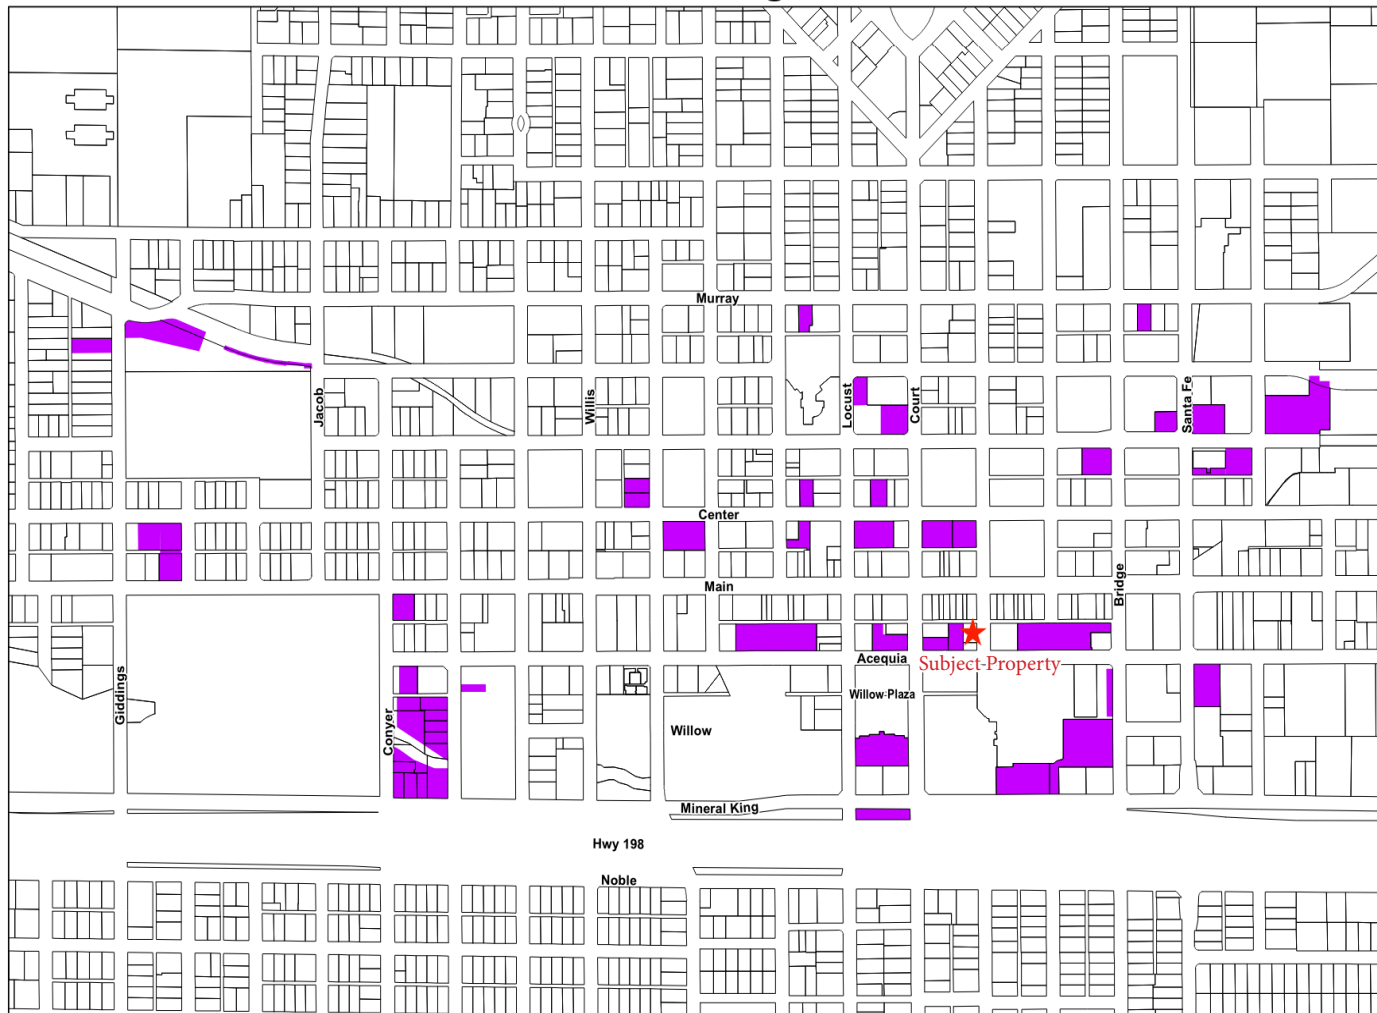 Murray
Jacob
Willis
Locust
Court
Santa Fe
Center
Main
Bridge
Acequia
Subject-Property
Giddings
Conyer
Willow-Plaza
Willow
Mineral King
Hwy 198
Noble